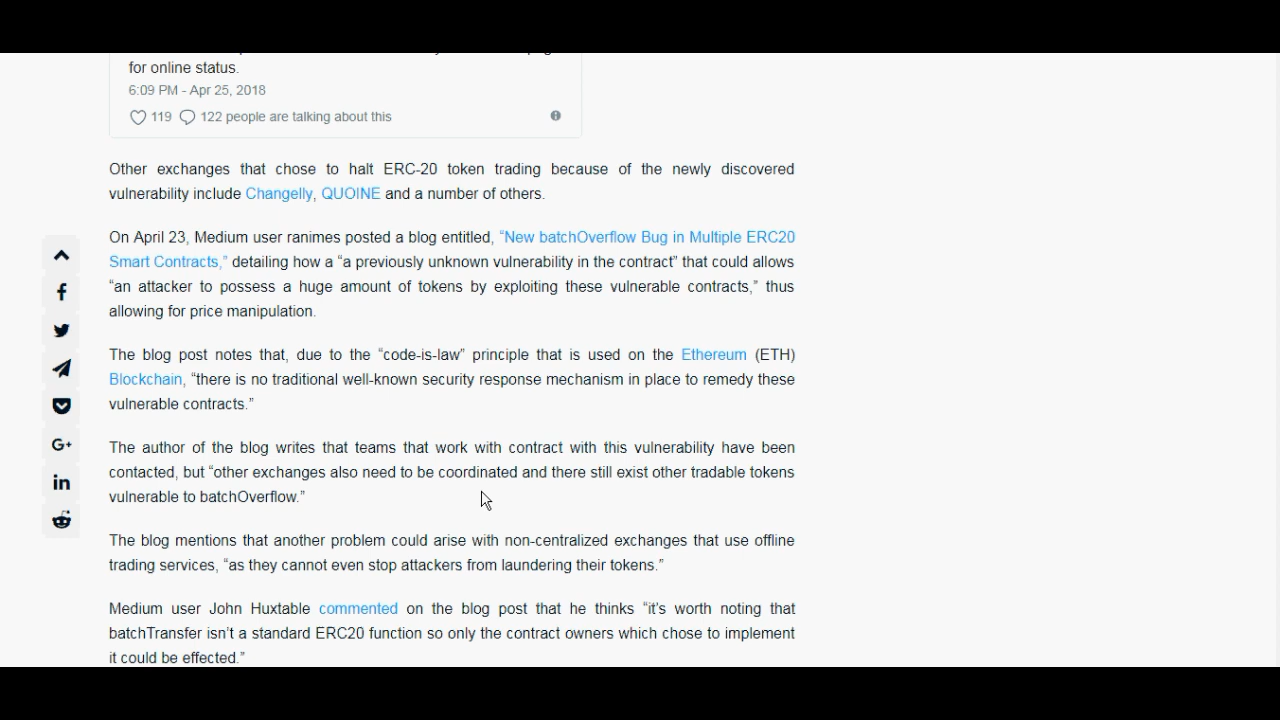 for online status.
6:09 PM - Apr 25, 2018
119 122 people are talking about this
Other exchanges that chose to halt ERC-20 token trading because of the newly discovered
vulnerability include Changelly, QUOINE and a number of others.
On April 23, Medium user ranimes posted a blog entitled, “New batchOverflow Bug in Multiple ERC20
Smart Contracts,” detailing how a “a previously unknown vulnerability in the contract” that could allows
“an attacker to possess a huge amount of tokens by exploiting these vulnerable contracts,” thus
allowing for price manipulation.
The blog post notes that, due to the “code-is-law” principle that is used on the Ethereum (ETH)
Blockchain, “there is no traditional well-known security response mechanism in place to remedy these
vulnerable contracts.”
The author of the blog writes that teams that work with contract with this vulnerability have been
contacted, but “other exchanges also need to be coordinated and there still exist other tradable tokens
vulnerable to batchOverflow.”
The blog mentions that another problem could arise with non-centralized exchanges that use offline
trading services, “as they cannot even stop attackers from laundering their tokens.”
Medium user John Huxtable commented on the blog post that he thinks “it’s worth noting that
batchTransfer isn’t a standard ERC20 function so only the contract owners which chose to implement
it could be effected.”
f
G+
in